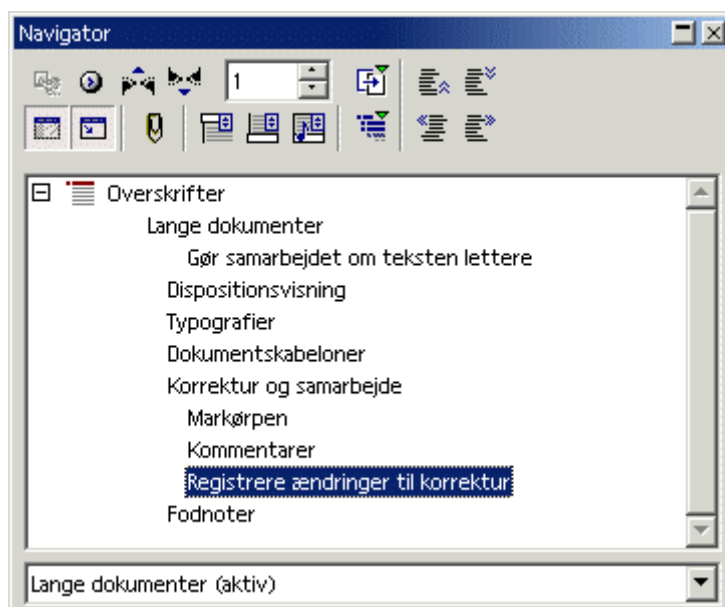 Navigator
1
Overskrifter
Lange dokumenter
Gør samarbejdet om teksten lettere
Dispositionsvisning
Typografier
Dokumentskabeloner
Korrektur og samarbejde
Markørpen
Kommentarer
Registrere ændringer til korrektur
Fodnoter
Lange dokumenter (aktiv)